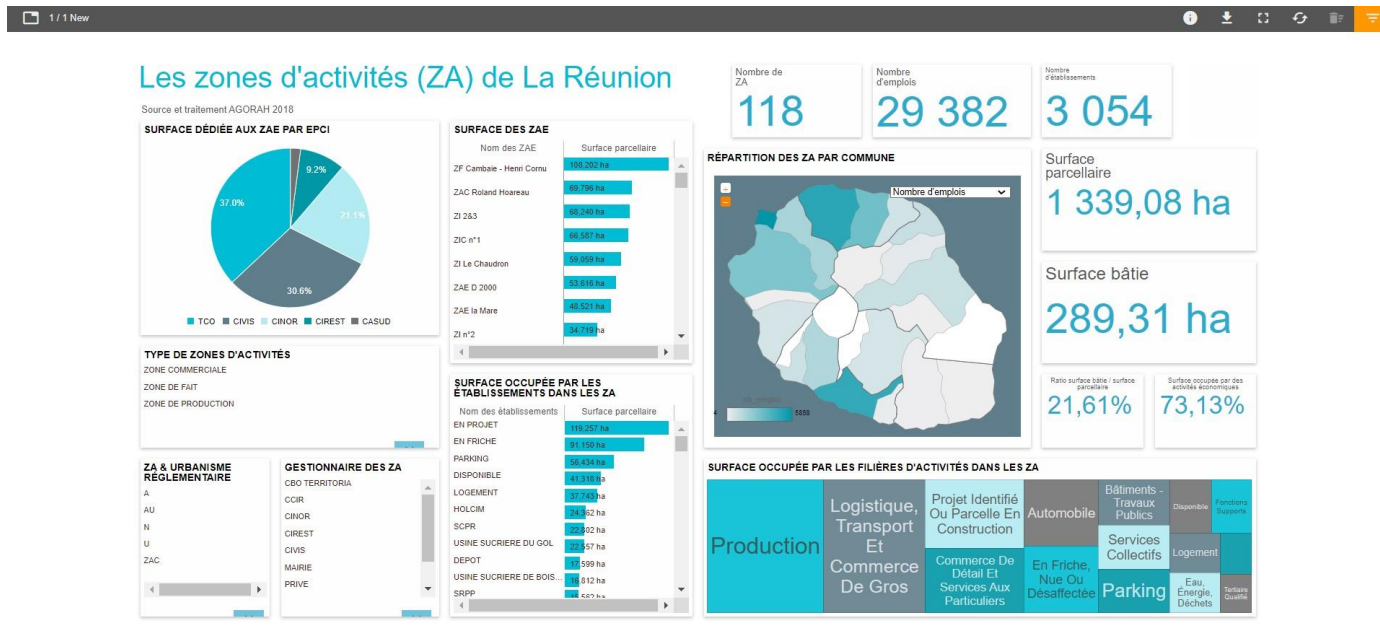 1 / 1 New
Les zones d'activités (ZA) de La Réunion
Source et traitement AGORAH 2018
Nombre de
ZA
118
Nombre
d'emplois
29 382
Nombre
d'établissements
3 054
SURFACE DÉDIÉE AUX ZAE PAR EPCI
9.2%
37.0%
21.1%
30.6%
TCO CIVIS CINOR CIREST CASUD
SURFACE DES ZAE
Nom des ZAE Surface parcellaire
ZF Cambaie - Henri Cornu 108,202 ha
ZAC Roland Hoareau 69,796 ha
ZI 2&3 68,240 ha
ZIC n°1 66,587 ha
ZI Le Chaudron 59,059 ha
ZAE D 2000 53,616 ha
ZAE la Mare 48,521 ha
ZI n°2 34,719 ha
RÉPARTITION DES ZA PAR COMMUNE
Nombre d'emplois
4 5858
Surface
parcellaire
1 339,08 ha
Surface bâtie
289,31 ha
Ratio surface bâtie / surface
parcellaire
21,61%
Surface occupée par des
activités économiques
73,13%
TYPE DE ZONES D'ACTIVITÉS
ZONE COMMERCIALE
ZONE DE FAIT
ZONE DE PRODUCTION
ZA & URBANISME
RÉGLEMENTAIRE
A
AU
N
U
ZAC
GESTIONNAIRE DES ZA
CBO TERRITORIA
CCIR
CINOR
CIREST
CIVIS
MAIRIE
PRIVE
SURFACE OCCUPÉE PAR LES
ÉTABLISSEMENTS DANS LES ZA
Nom des établissements Surface parcellaire
EN PROJET 119,257 ha
EN FRICHE 91,150 ha
PARKING 56,434 ha
DISPONIBLE 41,318 ha
LOGEMENT 37,743 ha
HOLCIM 24,362 ha
SCPR 22,802 ha
USINE SUCRIERE DU GOL 22,557 ha
DEPOT 17,599 ha
USINE SUCRIERE DE BOIS... 16,812 ha
SRPP 15,562 ha
SURFACE OCCUPÉE PAR LES FILIÈRES D'ACTIVITÉS DANS LES ZA
Production
Logistique,
Transport
Et
Commerce
De Gros
Projet Identifié
Ou Parcelle En
Construction
Commerce De
Détail Et
Services Aux
Particuliers
Automobile
En Friche,
Nue Ou
Désaffectée
Bâtiments -
Travaux
Publics
Services
Collectifs
Parking
Disponible
Logement
Eau,
Énergie,
Déchets
Fonctions
Supports
Tertiaire
Qualifié